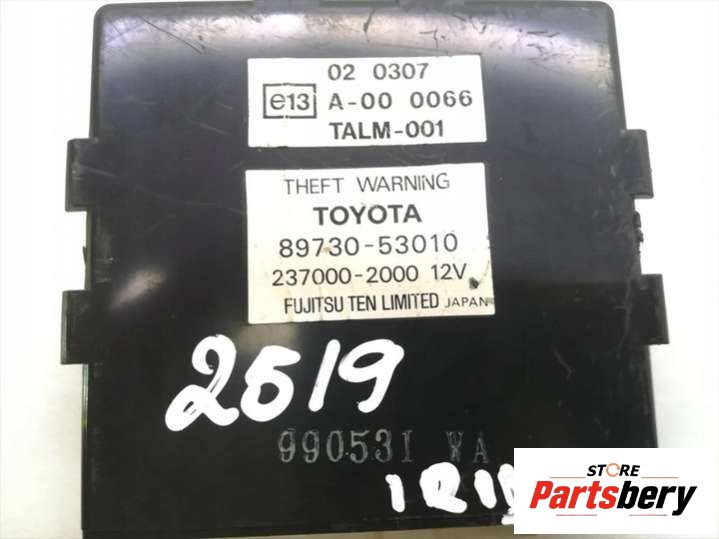 02 0307
e13 A-00 0066
TALM-001
THEFT WARNING
TOYOTA
89730-53010
237000-2000 12V
FUJITSU TEN LIMITED JAPAN
2519
990531 WA
STORE
Partsbery